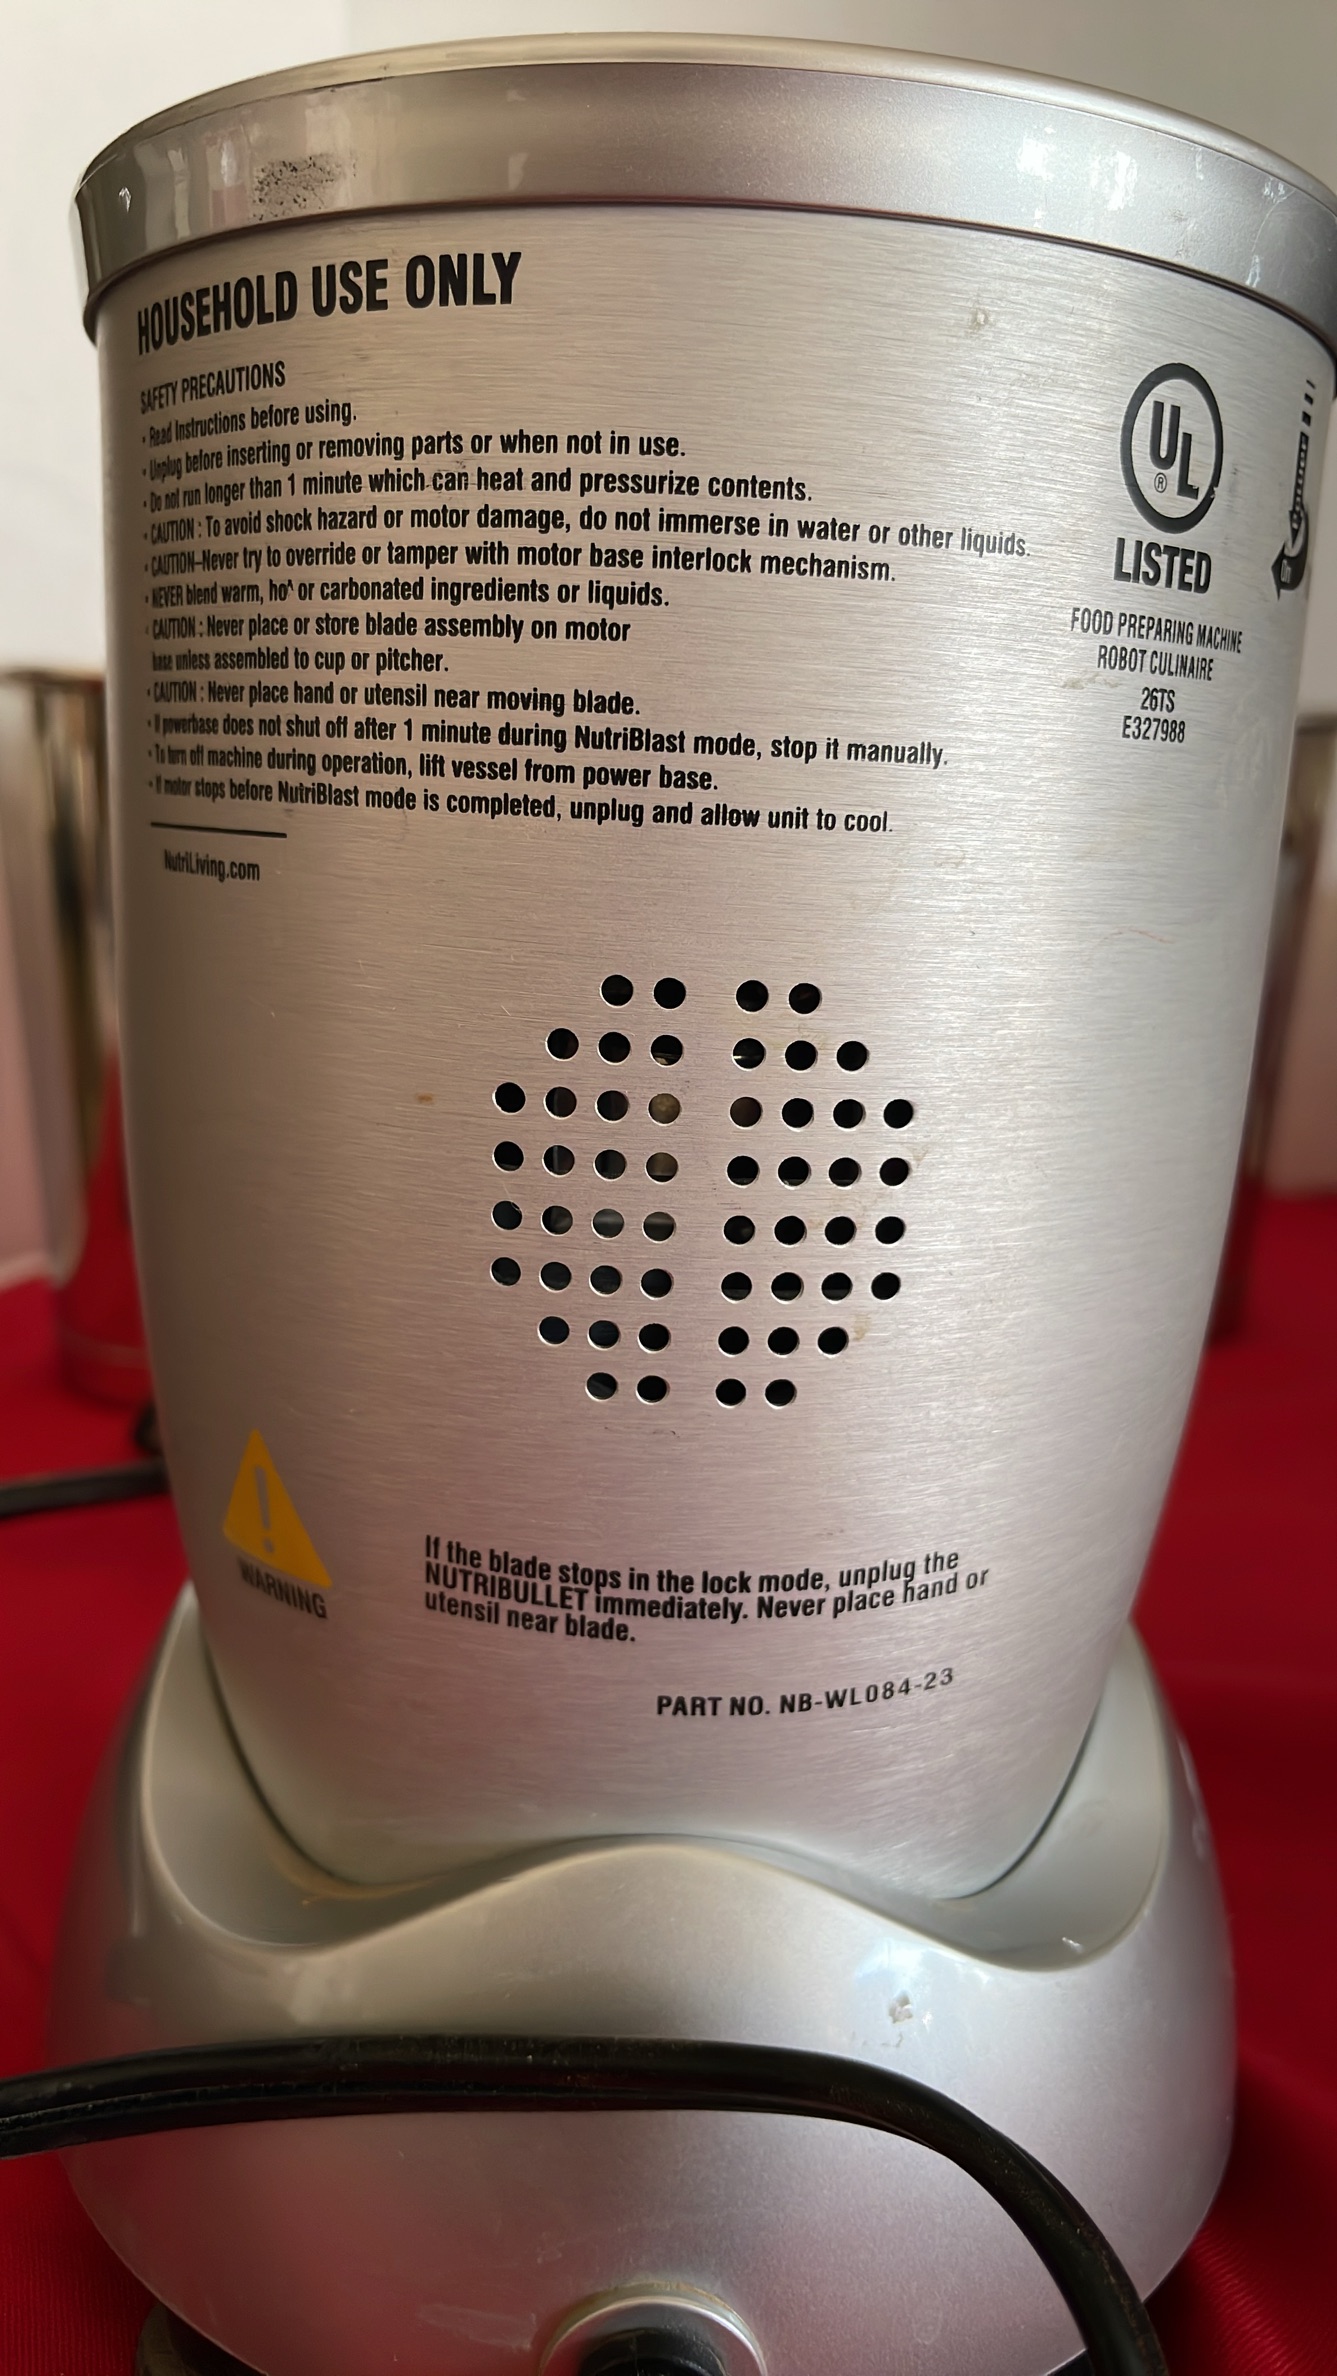 HOUSEHOLD USE ONLY
SAFETY PRECAUTIONS
• Read Instructions before using.
• Unplug before inserting or removing parts or when not in use.
• Do not run longer than 1 minute which can heat and pressurize contents.
• CAUTION : To avoid shock hazard or motor damage, do not immerse in water or other liquids.
• CAUTION–Never try to override or tamper with motor base interlock mechanism.
• NEVER blend warm, or carbonated ingredients or liquids.
• CAUTION : Never place or store blade assembly on motor
base unless assembled to cup or pitcher.
• CAUTION : Never place hand or utensil near moving blade.
• If powerbase does not shut off after 1 minute during NutriBlast mode, stop it manually.
• To turn off machine during operation, lift vessel from power base.
• If motor stops before NutriBlast mode is completed, unplug and allow unit to cool.
NutriLiving.com
UL
®
LISTED
FOOD PREPARING MACHINE
ROBOT CULINAIRE
26TS
E327988
WARNING
If the blade stops in the lock mode, unplug the
NUTRIBULLET immediately. Never place hand or
utensil near blade.
PART NO. NB-WL084-23